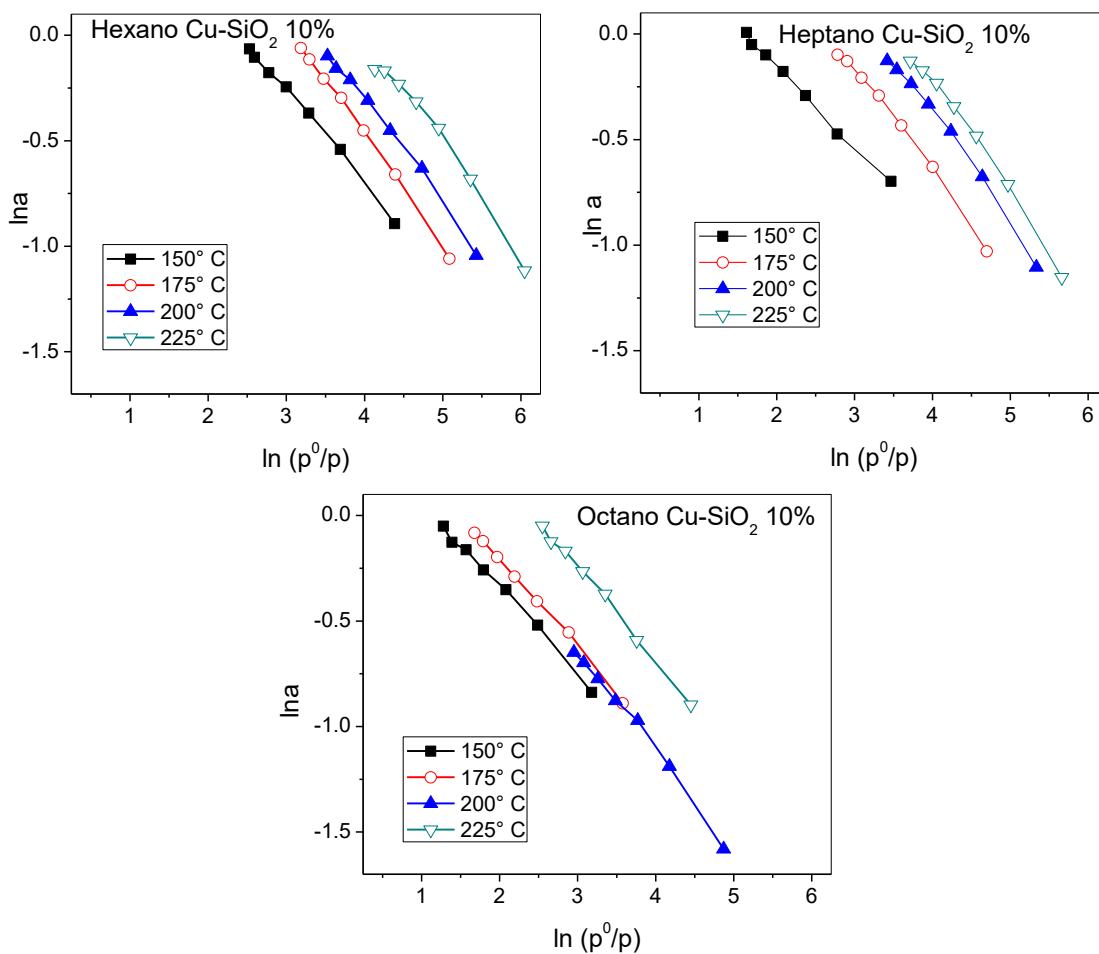 Hexano Cu-SiO₂ 10%
0.0
-0.5
-1.0
-1.5
lna
150° C
175° C
200° C
225° C
1 2 3 4 5 6
ln (p⁰/p)
Heptano Cu-SiO₂ 10%
0.0
-0.5
-1.0
-1.5
ln a
150° C
175° C
200° C
225° C
1 2 3 4 5 6
ln (p⁰/p)
Octano Cu-SiO₂ 10%
0.0
-0.5
-1.0
-1.5
lna
150° C
175° C
200° C
225° C
1 2 3 4 5 6
ln (p⁰/p)